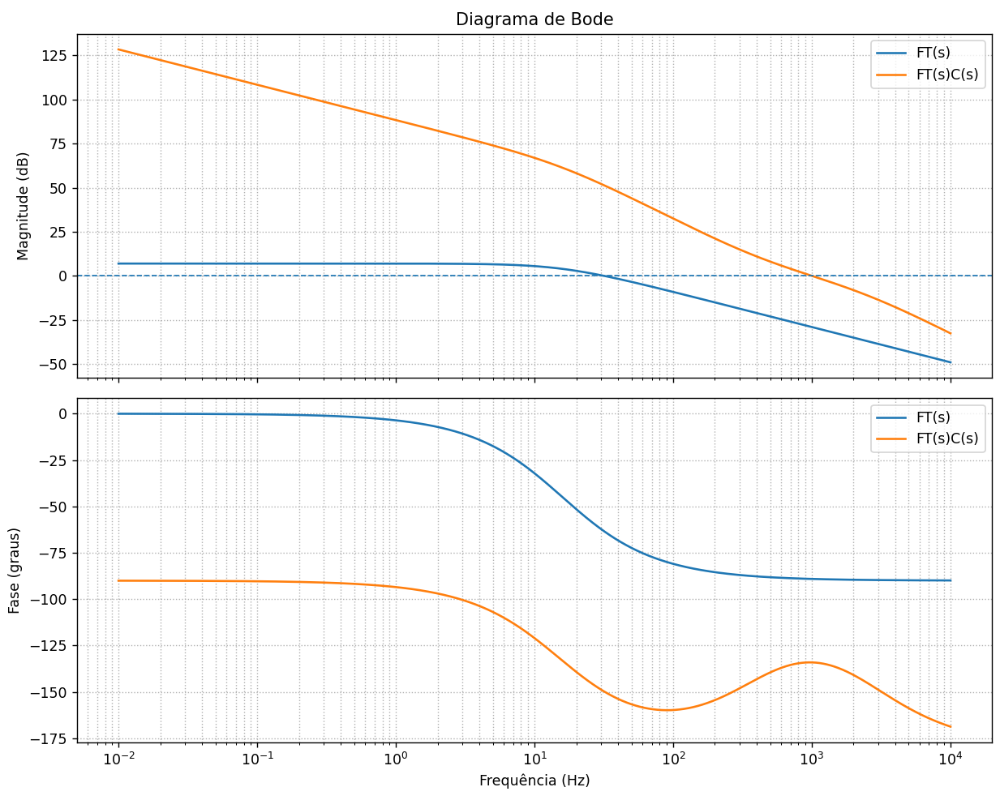 Diagrama de Bode
125
100
75
50
25
0
−25
−50
Magnitude (dB)
FT(s)
FT(s)C(s)
0
−25
−50
−75
−100
−125
−150
−175
Fase (graus)
FT(s)
FT(s)C(s)
10⁻² 10⁻¹ 10⁰ 10¹ 10² 10³ 10⁴
Frequência (Hz)